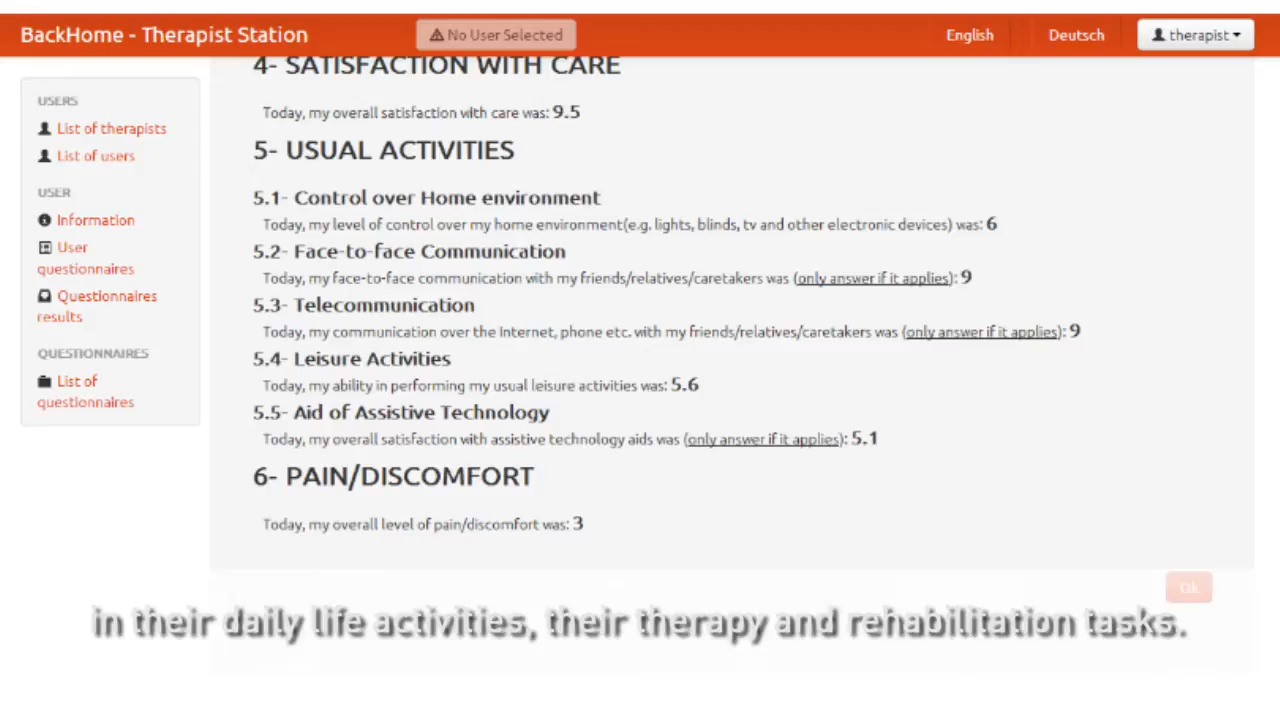 BackHome - Therapist Station
No User Selected
English
Deutsch
therapist
USERS
List of therapists
List of users
USER
Information
User
questionnaires
Questionnaires
results
QUESTIONNAIRES
List of
questionnaires
4- SATISFACTION WITH CARE
Today, my overall satisfaction with care was: 9.5
5- USUAL ACTIVITIES
5.1- Control over Home environment
Today, my level of control over my home environment(e.g. lights, blinds, tv and other electronic devices) was: 6
5.2- Face-to-face Communication
Today, my face-to-face communication with my friends/relatives/caretakers was (only answer if it applies): 9
5.3- Telecommunication
Today, my communication over the Internet, phone etc. with my friends/relatives/caretakers was (only answer if it applies): 9
5.4- Leisure Activities
Today, my ability in performing my usual leisure activities was: 5.6
5.5- Aid of Assistive Technology
Today, my overall satisfaction with assistive technology aids was (only answer if it applies): 5.1
6- PAIN/DISCOMFORT
Today, my overall level of pain/discomfort was: 3
Ok
in their daily life activities, their therapy and rehabilitation tasks.